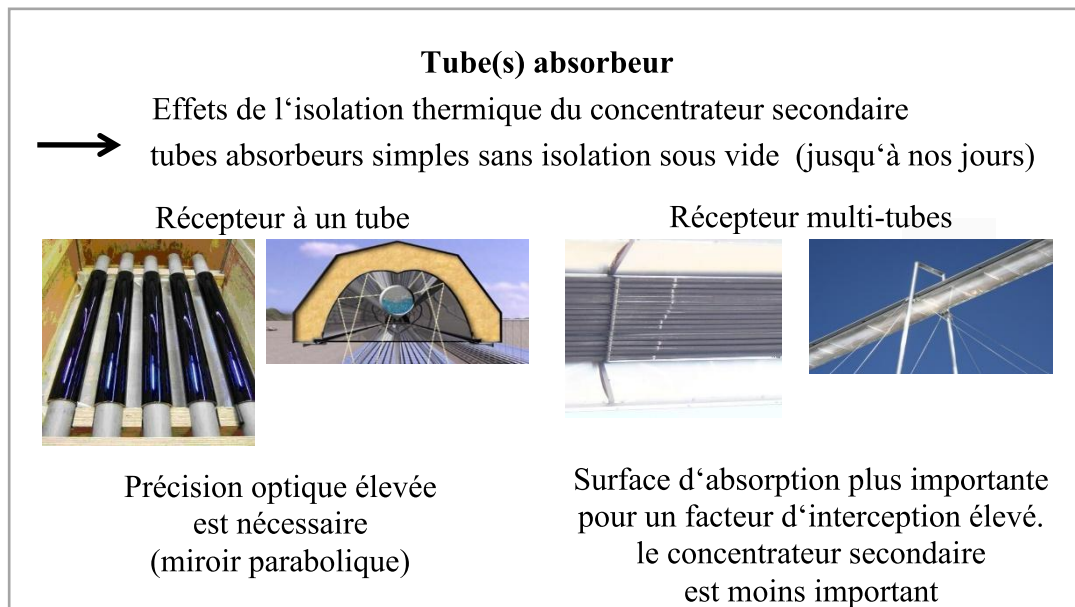 Tube(s) absorbeur
Effets de l‘isolation thermique du concentrateur secondaire
tubes absorbeurs simples sans isolation sous vide (jusqu‘à nos jours)
Récepteur à un tube
Récepteur multi-tubes
Précision optique élevée
est nécessaire
(miroir parabolique)
Surface d‘absorption plus importante
pour un facteur d‘interception élevé.
le concentrateur secondaire
est moins important